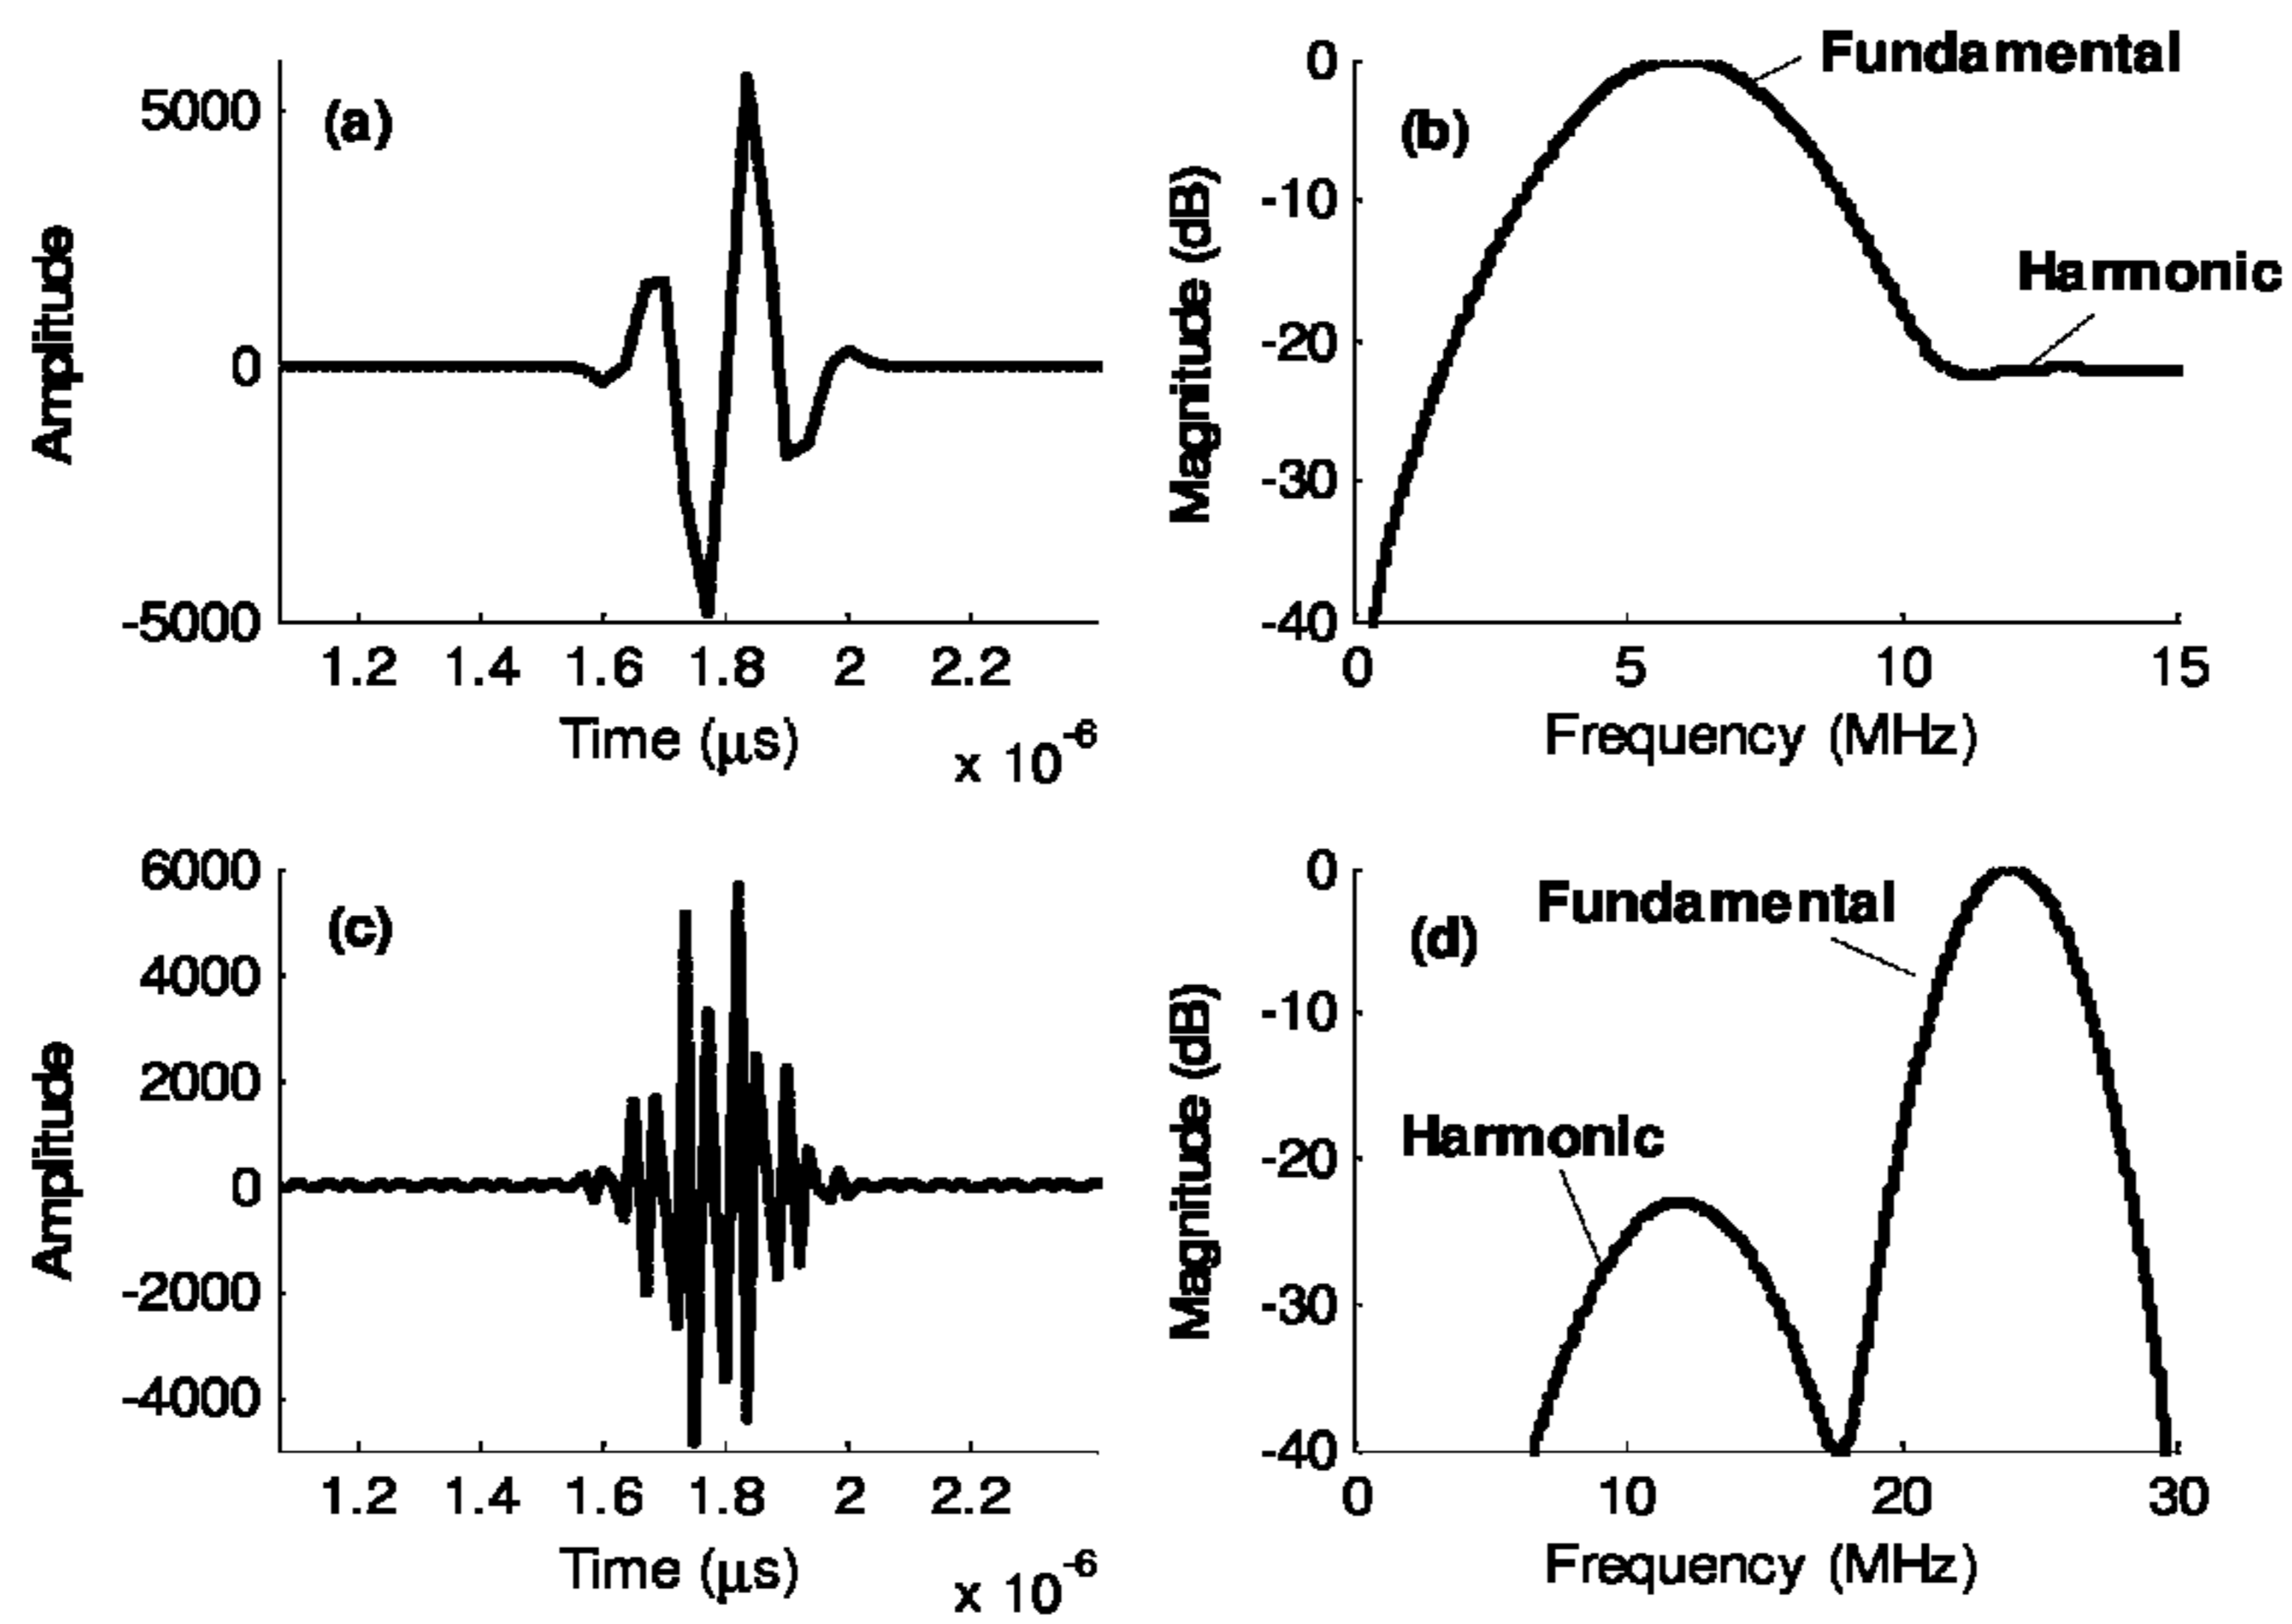 (a)
Amplitude
5000
0
-5000
1.2 1.4 1.6 1.8 2 2.2
Time (μs)
x 10-6
(b)
Fundamental
Harmonic
Magnitude (dB)
0
-10
-20
-30
-40
0 5 10 15
Frequency (MHz)
(c)
Amplitude
6000
4000
2000
0
-2000
-4000
1.2 1.4 1.6 1.8 2 2.2
Time (μs)
x 10-6
(d)
Fundamental
Harmonic
Magnitude (dB)
0
-10
-20
-30
-40
0 10 20 30
Frequency (MHz)